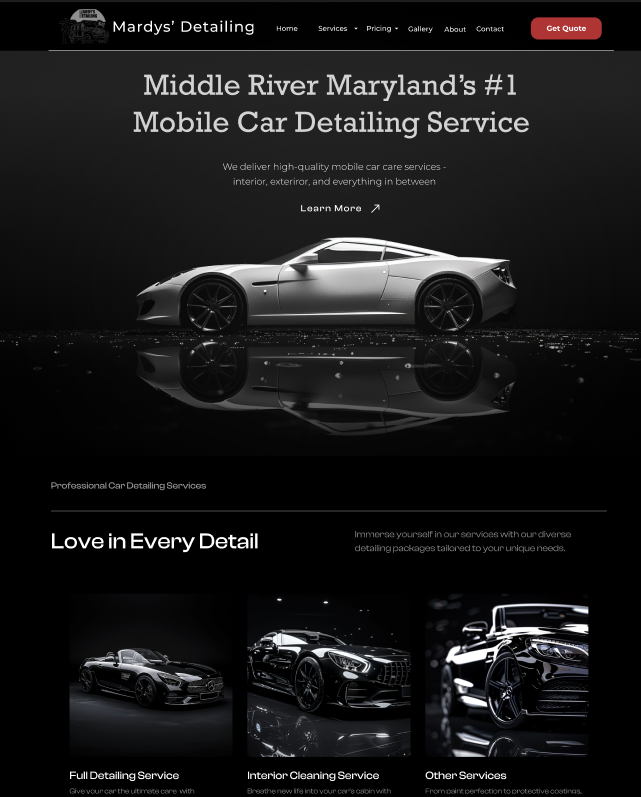 MARDY'S
DETAILING
Mardys’ Detailing
Home
Services
Pricing
Gallery
About
Contact
Get Quote
Middle River Maryland’s #1
Mobile Car Detailing Service
We deliver high-quality mobile car care services -
interior, exteriror, and everything in between
Learn More
Professional Car Detailing Services
Love in Every Detail
Immerse yourself in our services with our diverse
detailing packages tailored to your unique needs.
Full Detailing Service
Give your car the ultimate care with
Interior Cleaning Service
Breathe new life into your car's cabin with
Other Services
From paint perfection to protective coatings,